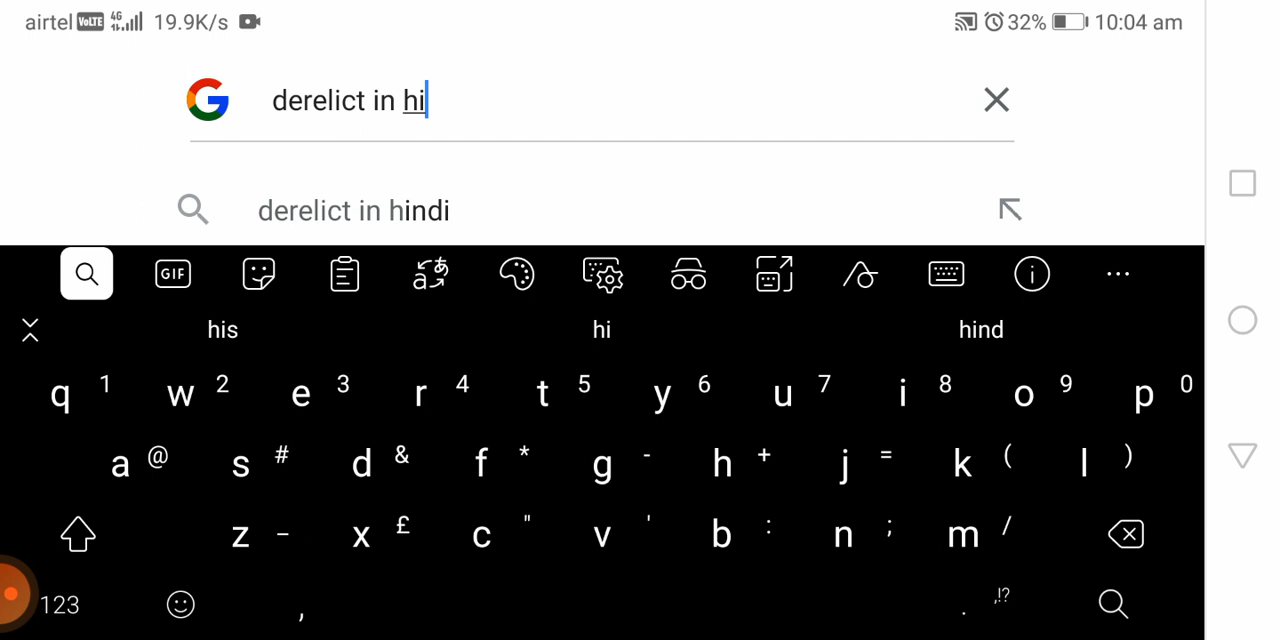 airtel VoLTE 4G 19.9K/s 32% 10:04 am
G derelict in hi
derelict in hindi
GIF
his hi hind
q 1 w 2 e 3 r 4 t 5 y 6 u 7 i 8 o 9 p 0
a @ s # d & f * g - h + j = k ( l )
z – x £ c " v ' b : n ; m /
123 , . ,!?